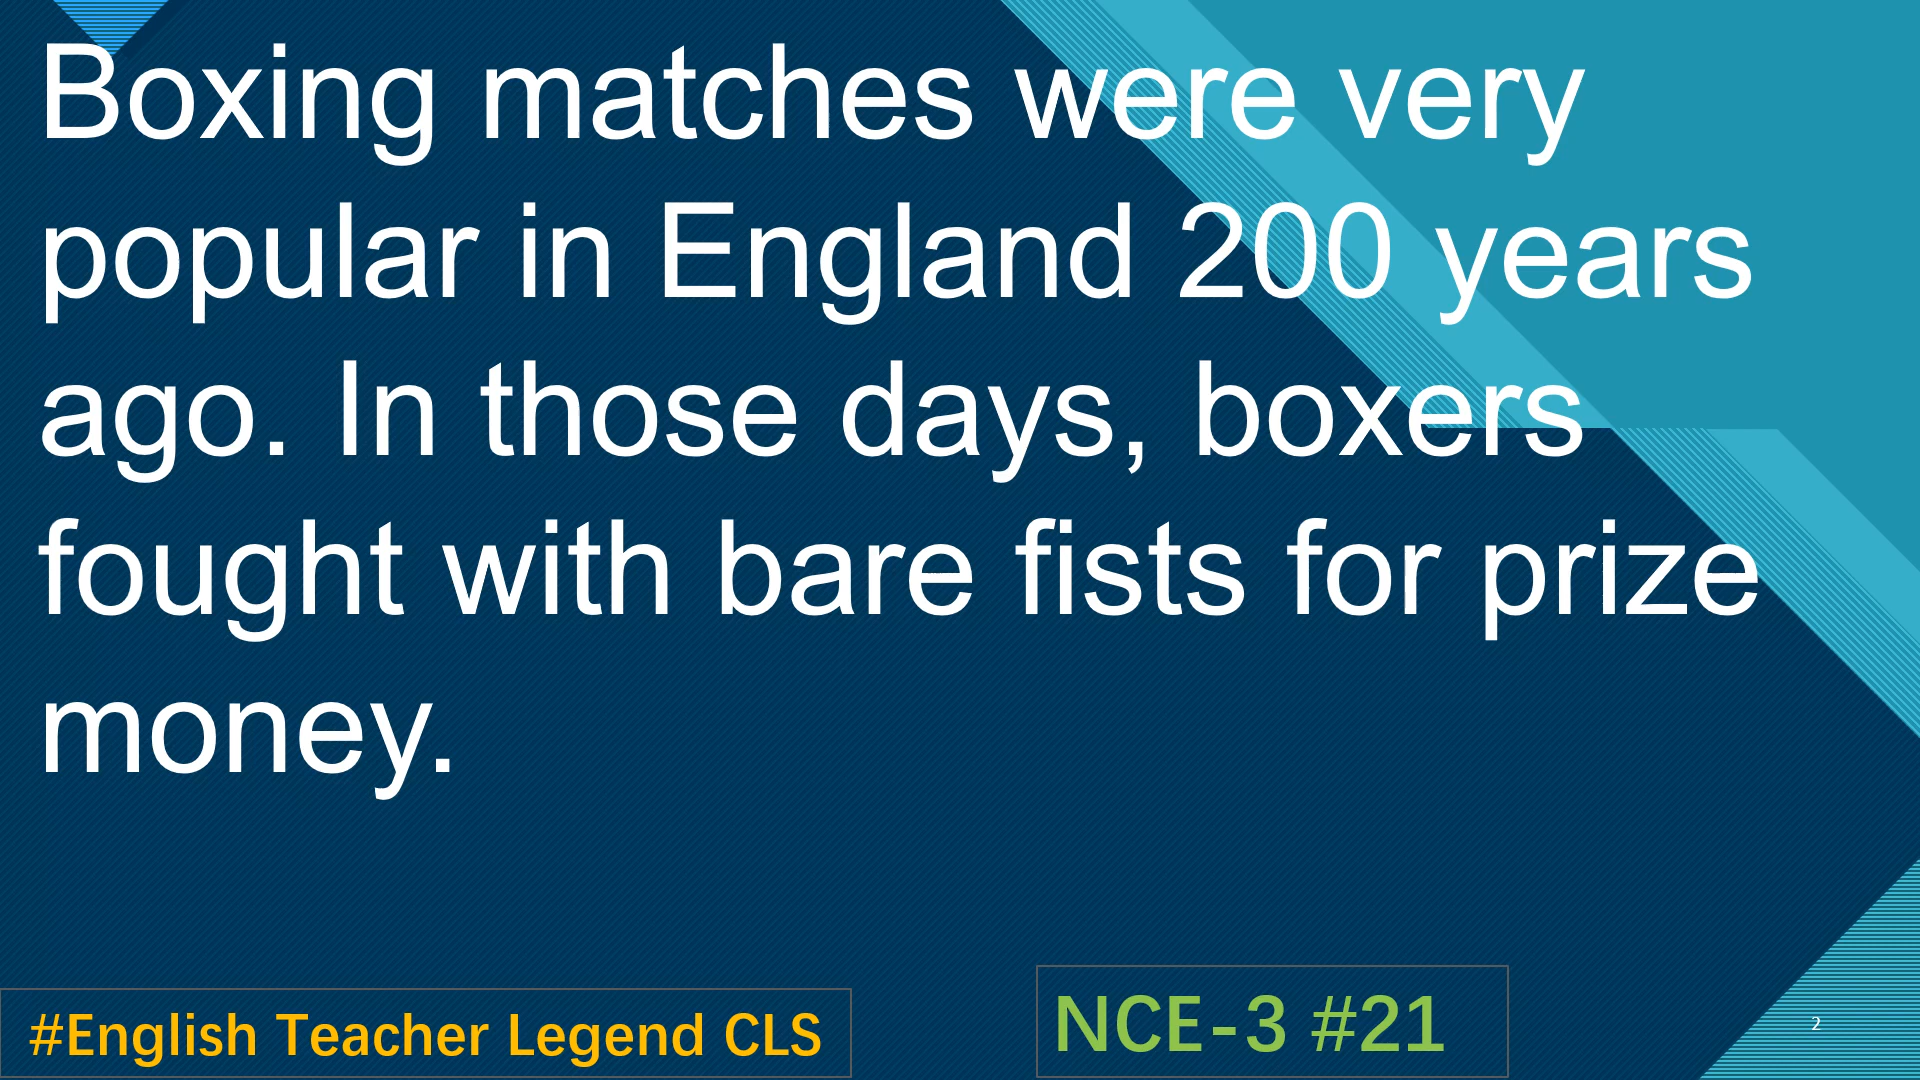 Boxing matches were very
popular in England 200 years
ago. In those days, boxers
fought with bare fists for prize
money.
#English Teacher Legend CLS
NCE-3 #21
2